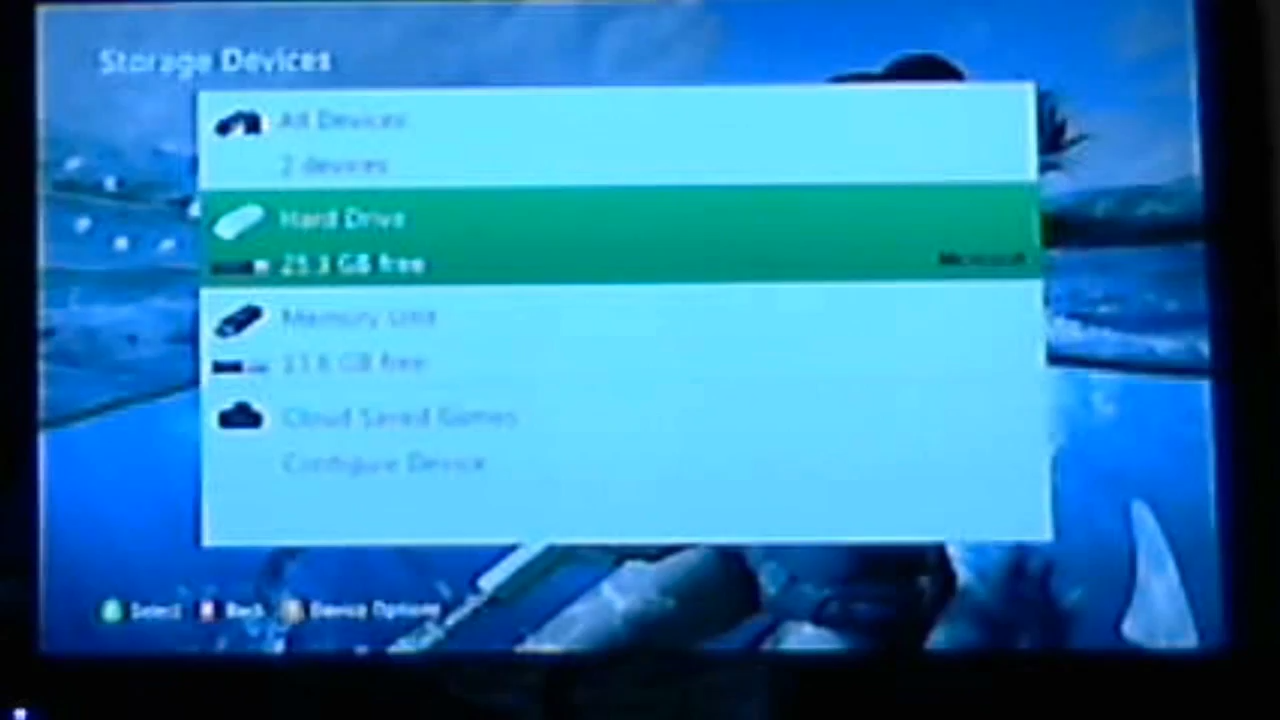 Storage Devices
All Devices
2 devices
Hard Drive
GB free
Microsoft
Memory Unit
GB free
Cloud Saved Games
Configure Device
Select Back Device Options